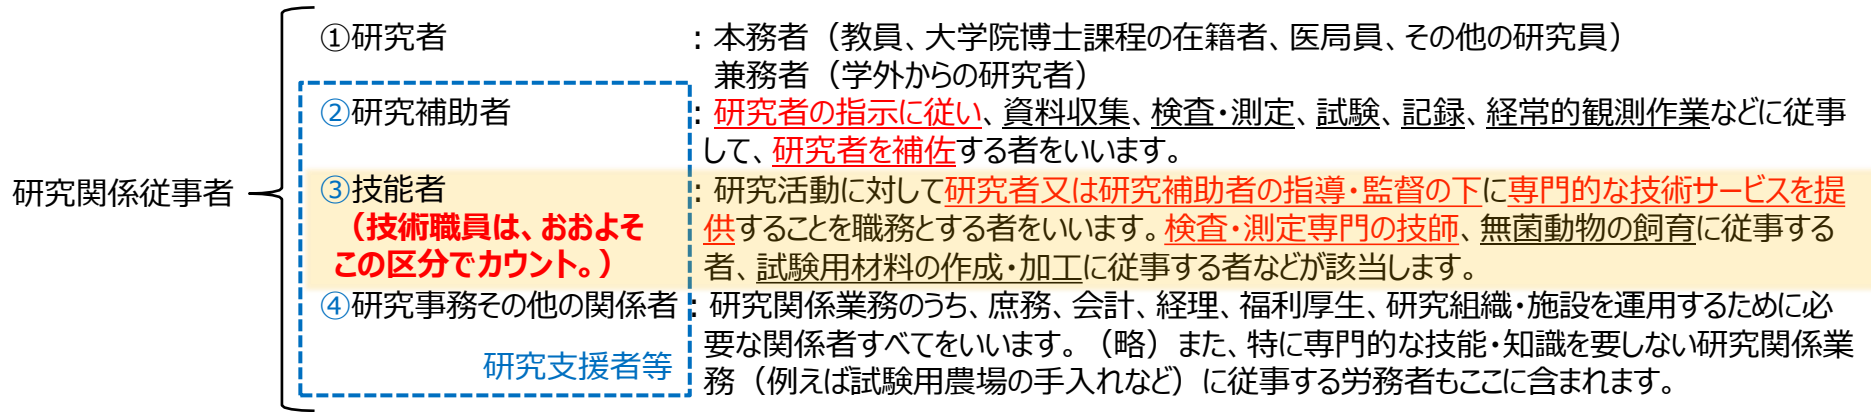 ①研究者　：本務者（教員、大学院博士課程の在籍者、医局員、その他の研究員）
兼務者（学外からの研究者）
②研究補助者　：研究者の指示に従い、資料収集、検査・測定、試験、記録、経常的観測作業などに従事
して、研究者を補佐する者をいいます。
研究関係従事者
③技能者　：研究活動に対して研究者又は研究補助者の指導・監督の下に専門的な技術サービスを提
（技術職員は、おおよそ　供することを職務とする者をいいます。検査・測定専門の技師、無菌動物の飼育に従事する
この区分でカウント。）　者、試験用材料の作成・加工に従事する者などが該当します。
④研究事務その他の関係者：研究関係業務のうち、庶務、会計、経理、福利厚生、研究組織・施設を運用するために必
要な関係者すべてをいいます。（略）また、特に専門的な技能・知識を要しない研究関係業
研究支援者等　務（例えば試験用農場の手入れなど）に従事する労務者もここに含まれます。